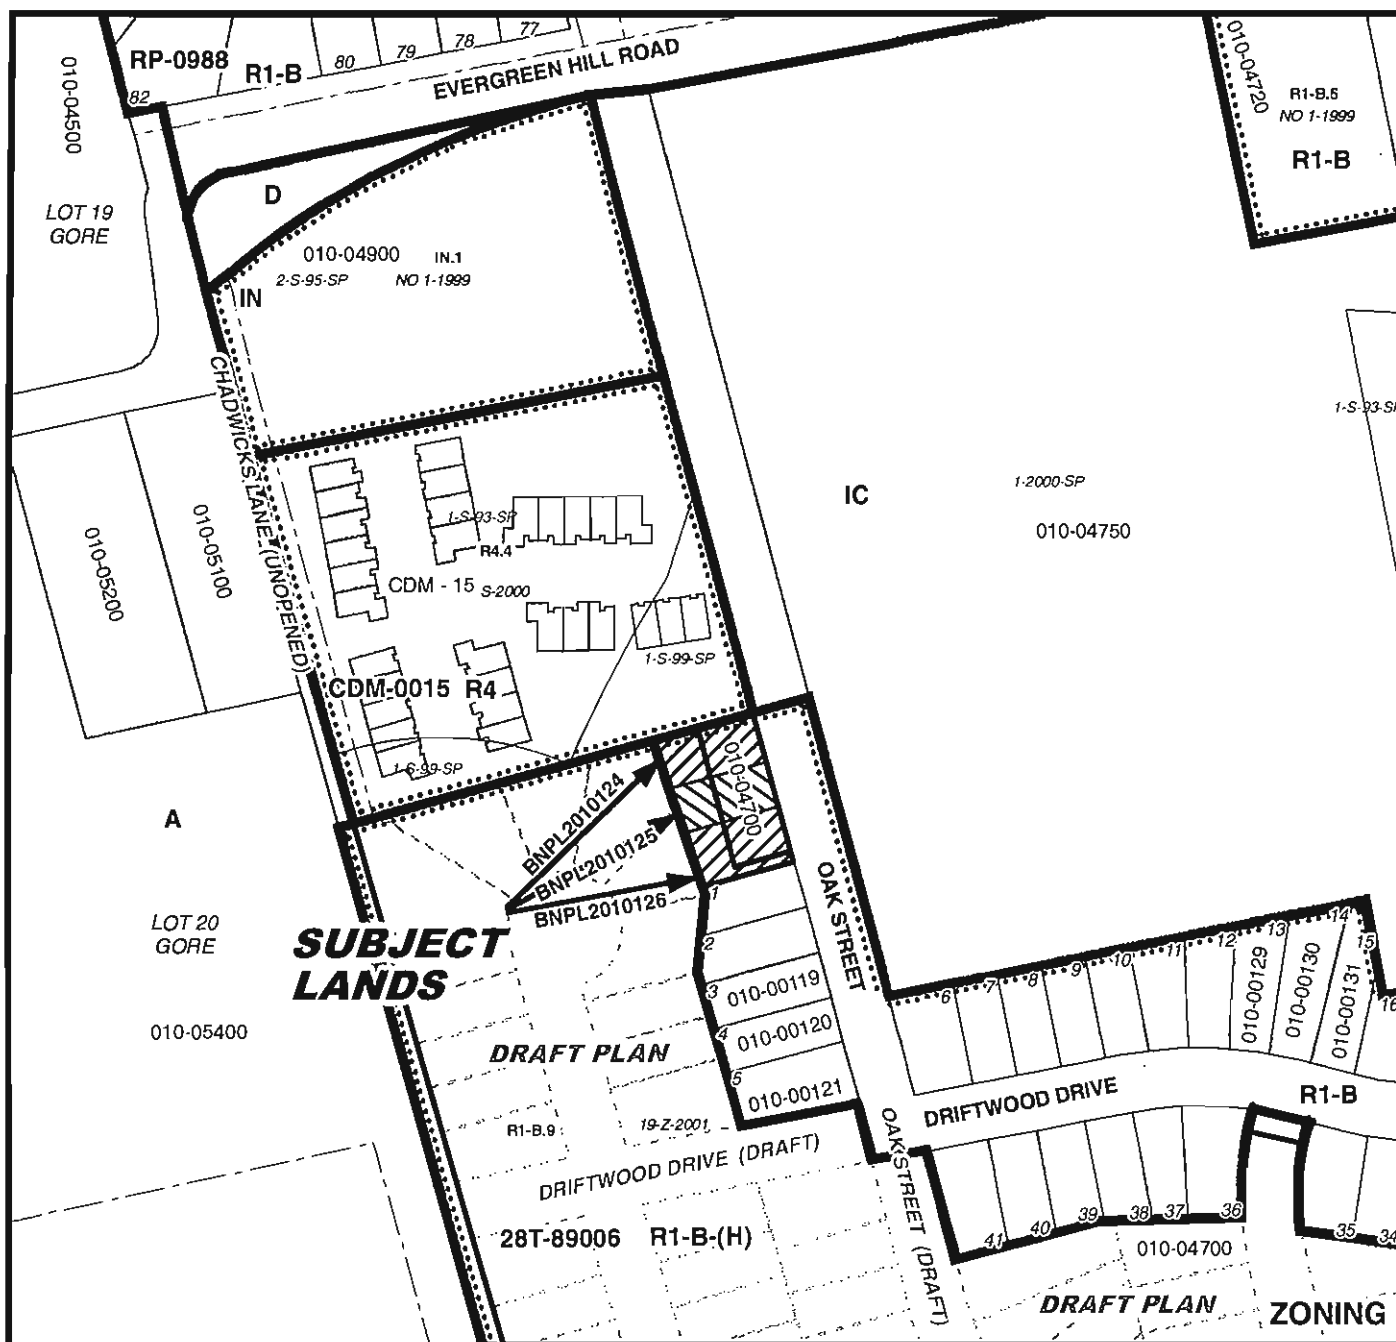 RP-0988
R1-B
80
79
78
77
82
EVERGREEN HILL ROAD
010-04500
010-04720
R1-B.5
NO 1-1999
R1-B
D
LOT 19
GORE
010-04900
IN.1
2-S-95-SP
NO 1-1999
IN
CHADWICKS LANE (UNOPENED)
1-S-93-SP
IC
1-2000-SP
010-04750
010-05200
010-05100
1-S-93-SP
R4.4
CDM - 15
S-2000
1-S-99-SP
CDM-0015
R4
1-S-99-SP
010-04700
A
BNPL2010124
BNPL2010125
BNPL2010126
OAK STREET
LOT 20
GORE
SUBJECT
LANDS
010-05400
1
2
3
4
5
010-00119
010-00120
010-00121
6
7
8
9
10
11
12
13
14
15
16
010-00129
010-00130
010-00131
DRAFT PLAN
R1-B.9
19-Z-2001
DRIFTWOOD DRIVE
R1-B
DRIFTWOOD DRIVE (DRAFT)
OAK STREET (DRAFT)
28T-89006
R1-B-(H)
41
40
39
38
37
36
35
34
010-04700
DRAFT PLAN
ZONING